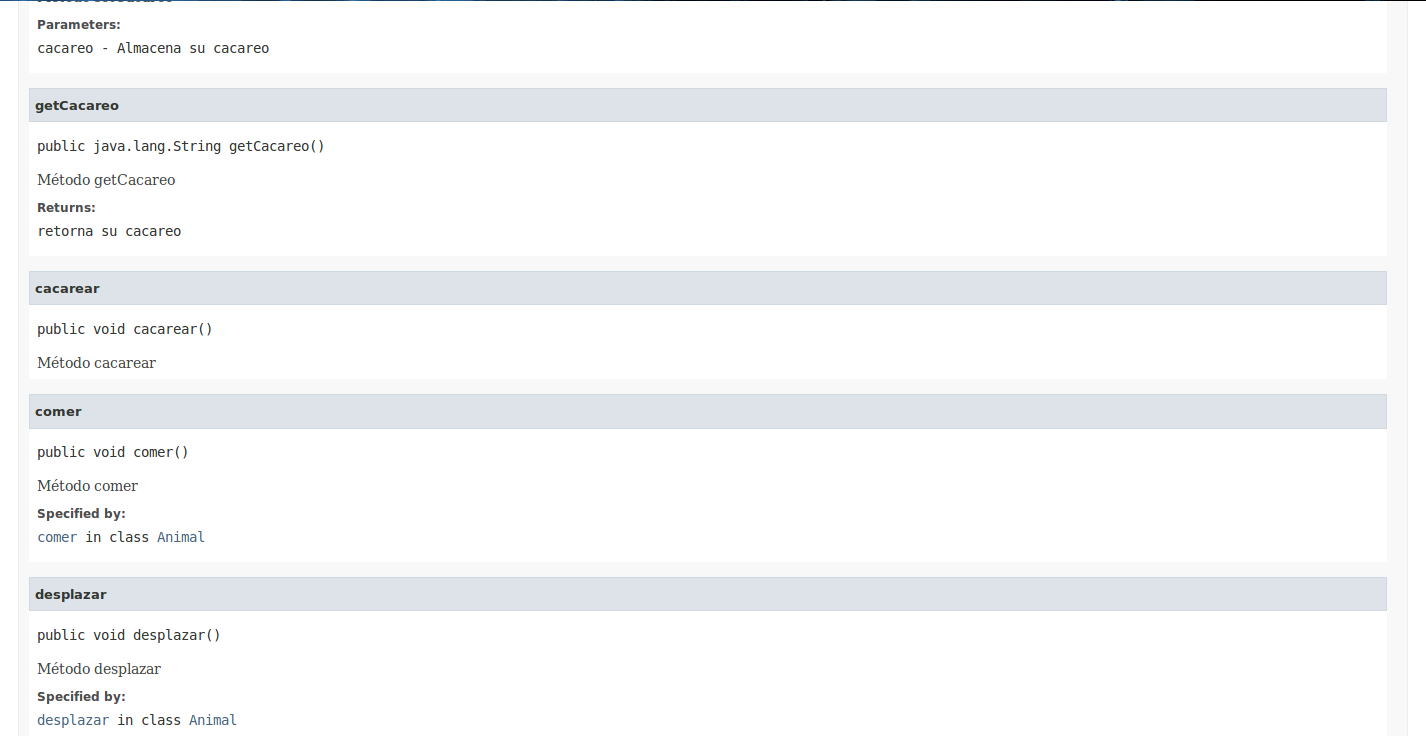 Parameters:
cacareo - Almacena su cacareo
getCacareo
public java.lang.String getCacareo()
Método getCacareo
Returns:
retorna su cacareo
cacarear
public void cacarear()
Método cacarear
comer
public void comer()
Método comer
Specified by:
comer in class Animal
desplazar
public void desplazar()
Método desplazar
Specified by:
desplazar in class Animal